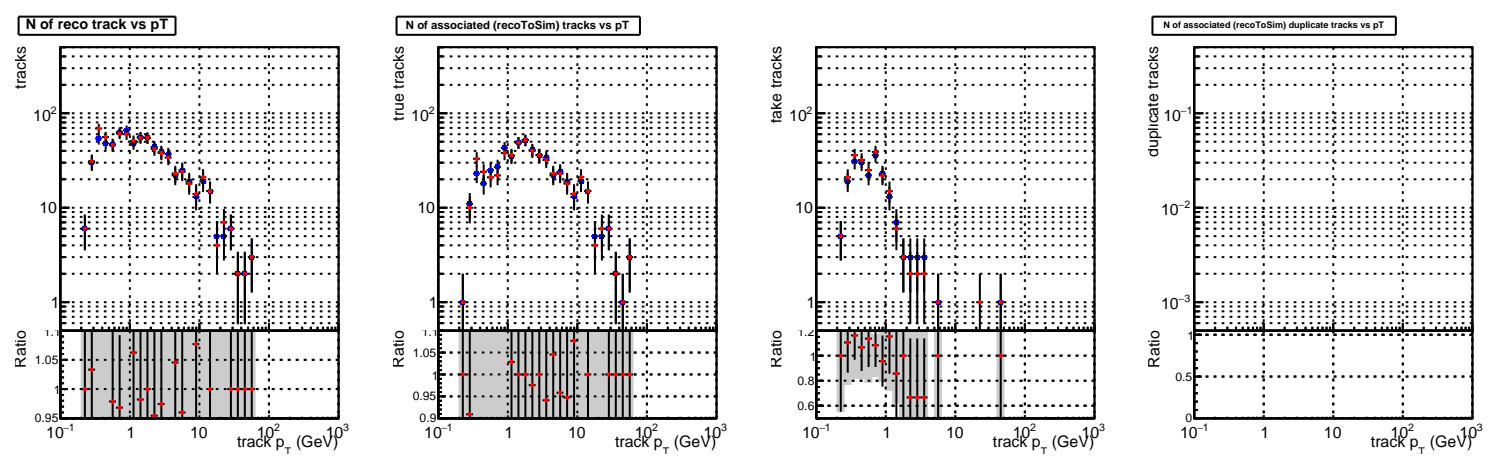 N of reco track vs pT
tracks
10²
10
1
Ratio
1.1
1.05
1
0.95
10⁻¹ 1 10 10² 10³
track p_T (GeV)
N of associated (recoToSim) tracks vs pT
true tracks
10²
10
1
Ratio
1.1
1.05
1
0.95
0.9
10⁻¹ 1 10 10² 10³
track p_T (GeV)
fake tracks
10²
10
1
Ratio
1.2
1
0.8
0.6
10⁻¹ 1 10 10² 10³
track p_T (GeV)
N of associated (recoToSim) duplicate tracks vs pT
duplicate tracks
10⁻¹
10⁻²
10⁻³
Ratio
1
0.5
0
10⁻¹ 1 10 10² 10³
track p_T (GeV)